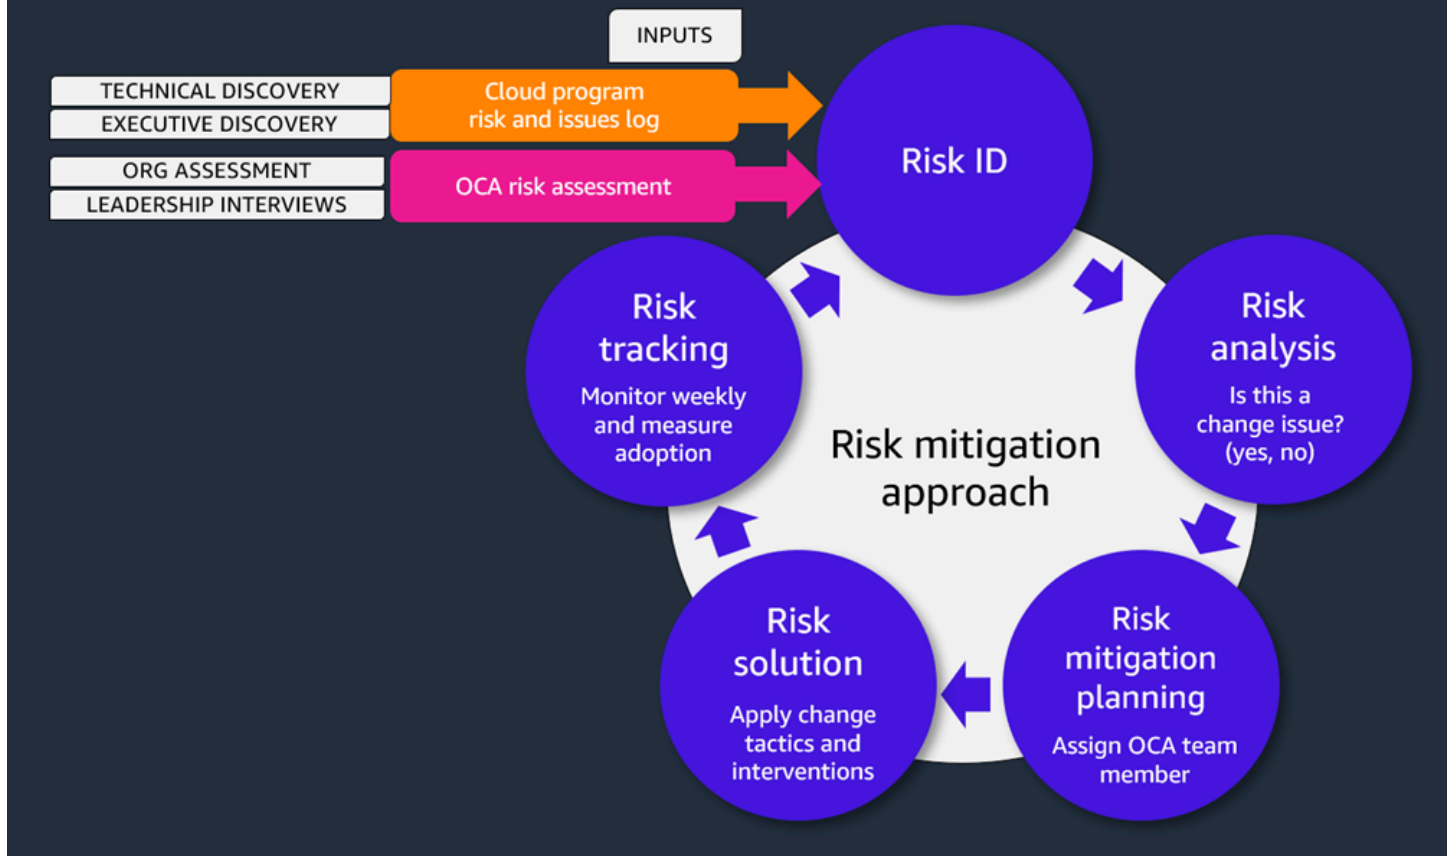 INPUTS
TECHNICAL DISCOVERY
EXECUTIVE DISCOVERY
Cloud program
risk and issues log
ORG ASSESSMENT
LEADERSHIP INTERVIEWS
OCA risk assessment
Risk ID
Risk
analysis
Is this a
change issue?
(yes, no)
Risk
mitigation
planning
Assign OCA team
member
Risk
solution
Apply change
tactics and
interventions
Risk
tracking
Monitor weekly
and measure
adoption
Risk mitigation
approach